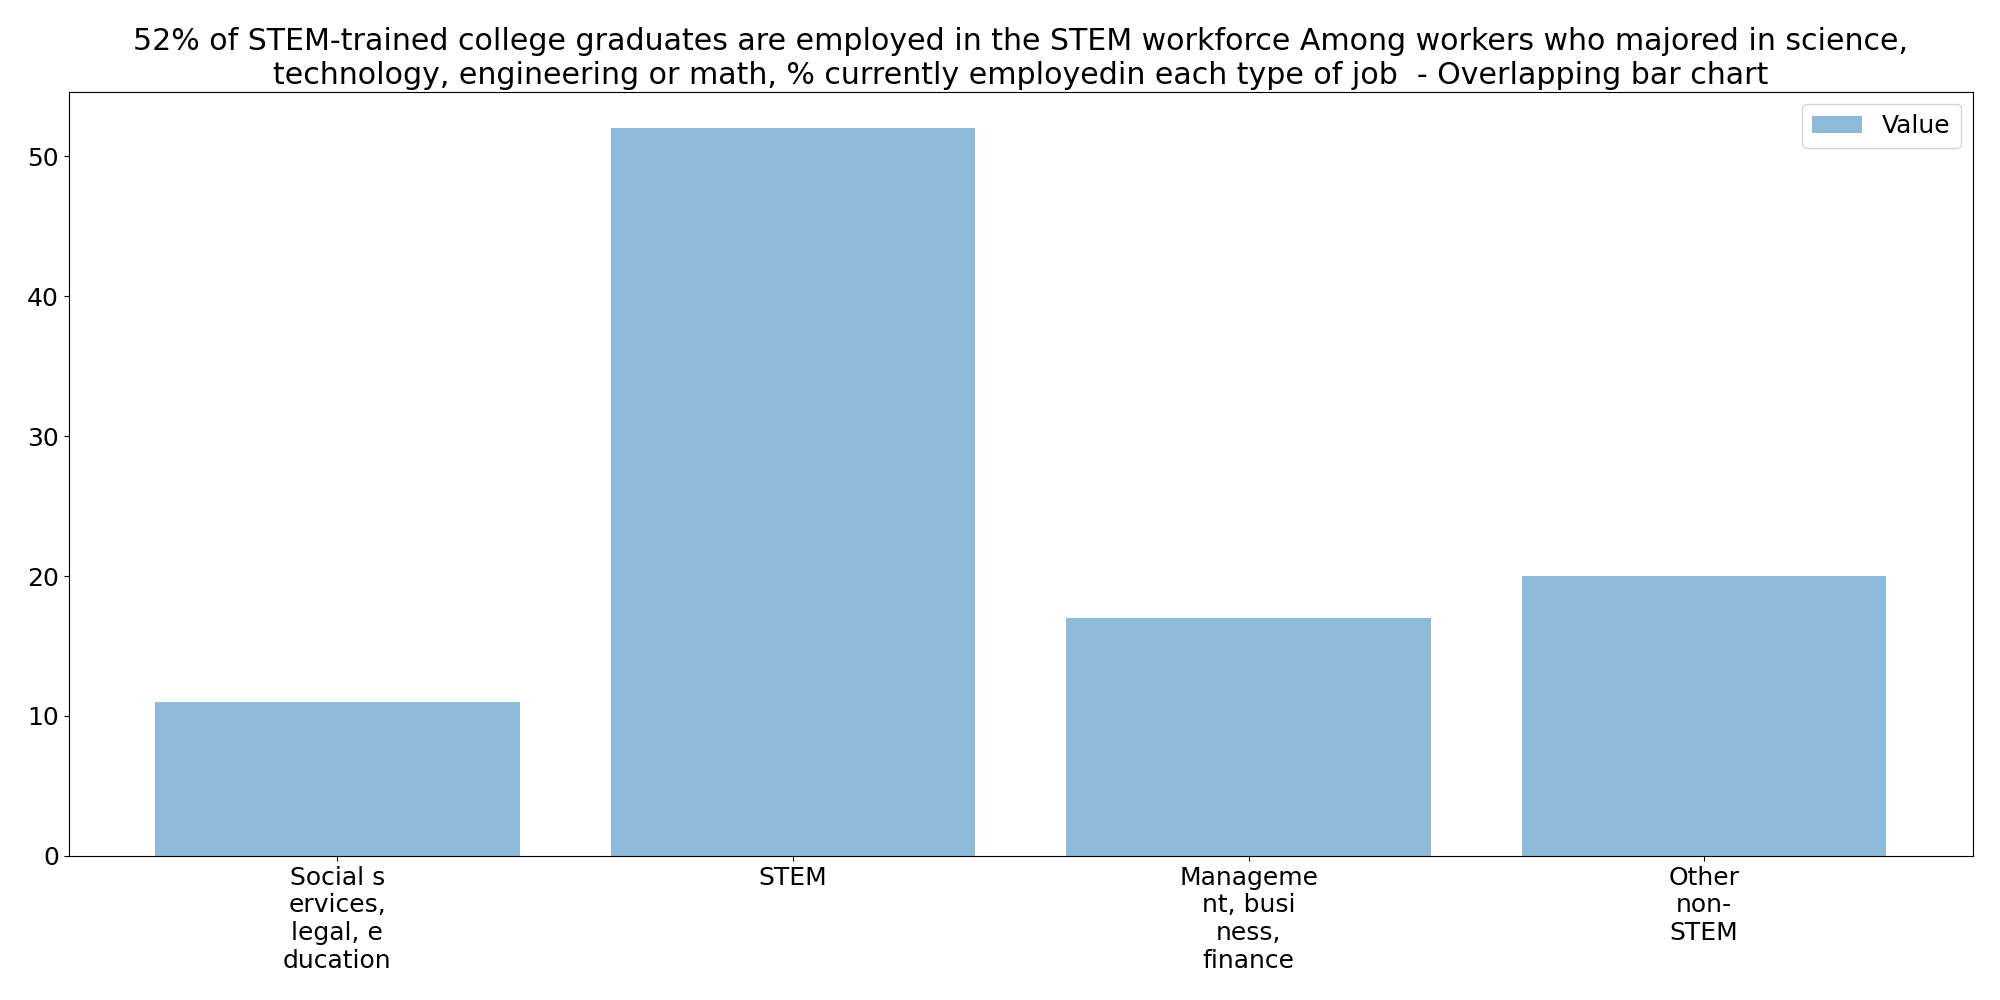 52% of STEM-trained college graduates are employed in the STEM workforce Among workers who majored in science,
technology, engineering or math, % currently employedin each type of job  - Overlapping bar chart
Value
50
40
30
20
10
0
Social s
ervices,
legal, e
ducation
STEM
Manageme
nt, busi
ness,
finance
Other
non-
STEM